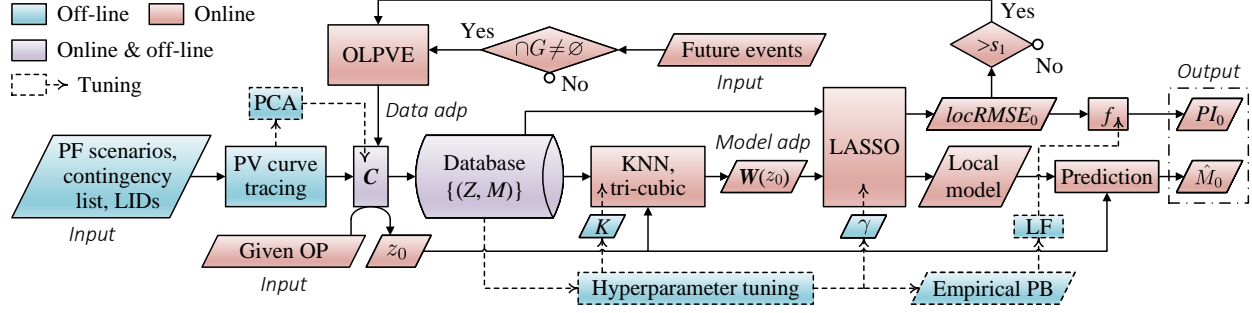 Off-line
Online
Online & off-line
Tuning
Yes
OLPVE
∩G≠∅
No
Future events
Input
Yes
>s₁
No
Output
PCA
Data adp
PF scenarios,
contingency
list, LIDs
Input
PV curve
tracing
C
Database
{(Z, M)}
KNN,
tri-cubic
Model adp
W(z₀)
LASSO
locRMSE₀
f
PI₀
Local
model
Prediction
M̂₀
Given OP
Input
z₀
K
γ
LF
Hyperparameter tuning
Empirical PB